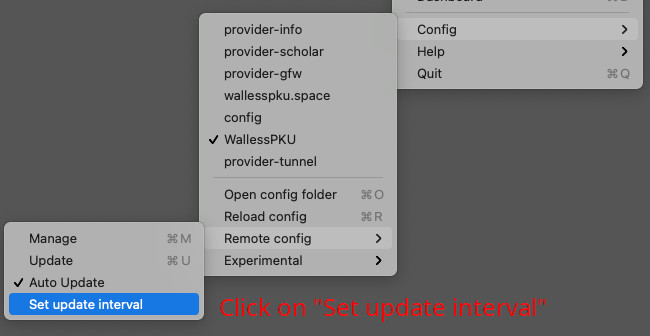 Config
Help
Quit ⌘Q
provider-info
provider-scholar
provider-gfw
wallesspku.space
config
✓ WallessPKU
provider-tunnel
Open config folder ⌘O
Reload config ⌘R
Remote config
Experimental
Manage ⌘M
Update ⌘U
✓ Auto Update
Set update interval
Click on "Set update interval"